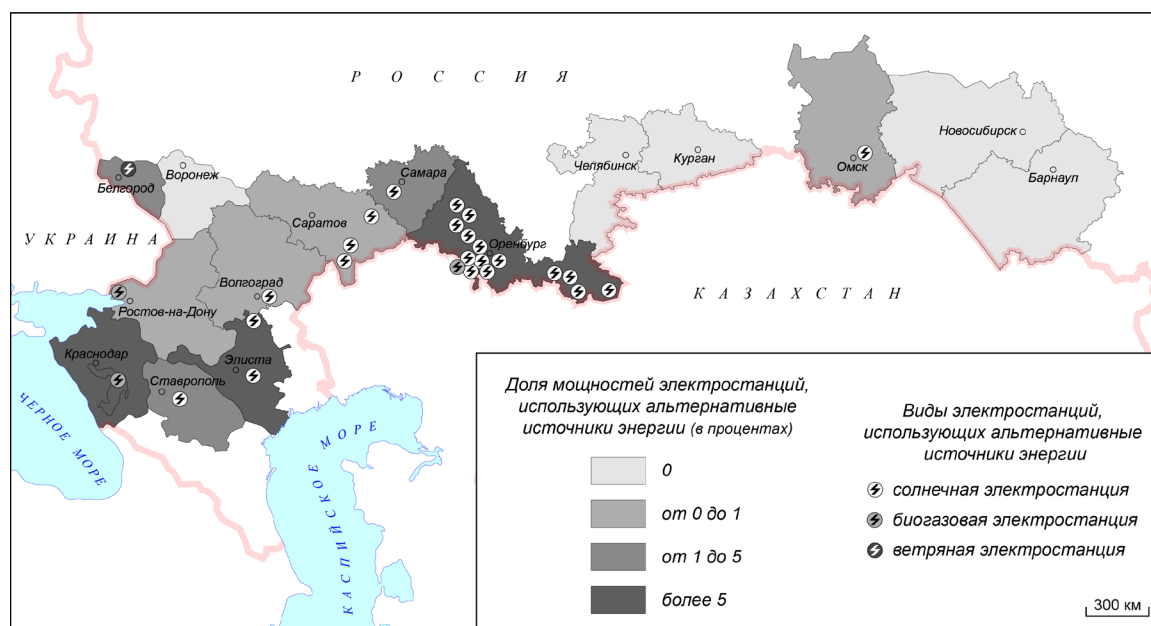 Р О С С И Я
Новосибирск
Челябинск
Курган
Омск
Барнаул
Воронеж
Белгород
Самара
Саратов
У К Р А И Н А
Оренбург
Волгоград
К А З А Х С Т А Н
Ростов-на-Дону
Краснодар
Элиста
Ставрополь
ЧЕРНОЕ МОРЕ
КАСПИЙСКОЕ МОРЕ
Доля мощностей электростанций,
использующих альтернативные
источники энергии (в процентах)
0
от 0 до 1
от 1 до 5
более 5
Виды электростанций,
использующих альтернативные
источники энергии
солнечная электростанция
биогазовая электростанция
ветряная электростанция
300 км